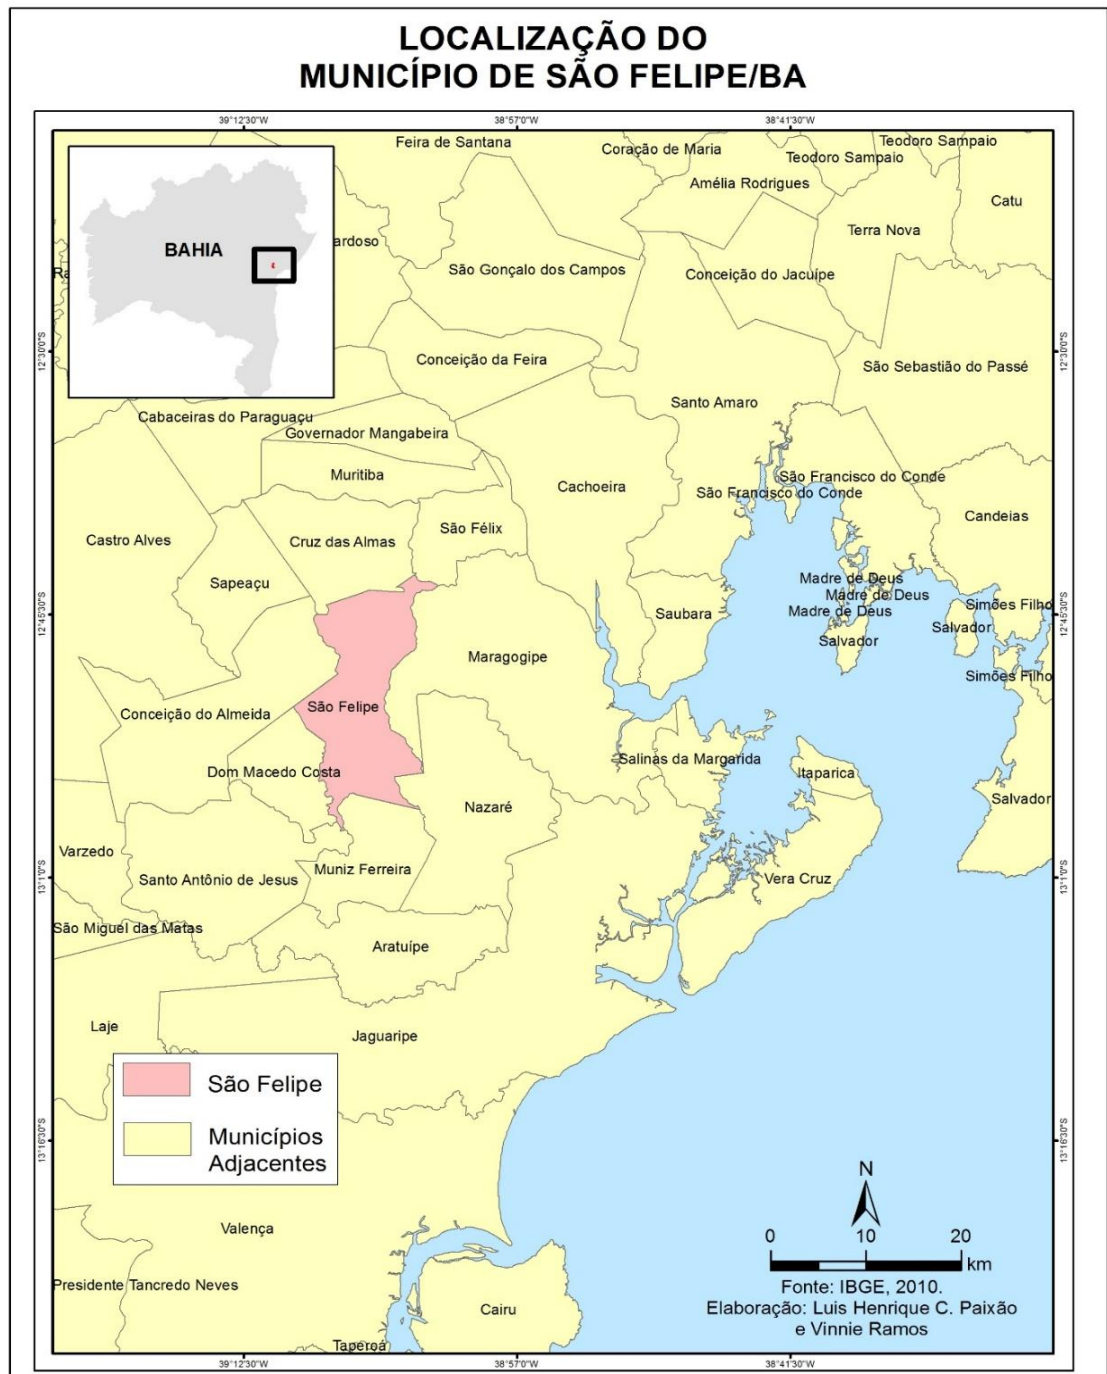 LOCALIZAÇÃO DO
MUNICÍPIO DE SÃO FELIPE/BA
39°12'30"W
38°57'0"W
38°41'30"W
Feira de Santana
Coração de Maria
Teodoro Sampaio
Teodoro Sampaio
Amélia Rodrigues
Catu
Terra Nova
BAHIA
ardoso
Ra
São Gonçalo dos Campos
Conceição do Jacuípe
12°30'0"S
12°30'0"S
Conceição da Feira
São Sebastião do Passé
Santo Amaro
Cabaceiras do Paraguaçu
Governador Mangabeira
Muritiba
Cachoeira
São Francisco do Conde
São Francisco do Conde
Candeias
Castro Alves
Cruz das Almas
São Félix
Sapeaçu
Madre de Deus
Madre de Deus
Madre de Deus
Simões Filho
12°45'30"S
12°45'30"S
Saubara
Salvador
Salvador
Maragogipe
Simões Filho
São Felipe
Conceição do Almeida
Salinas da Margarida
Dom Macedo Costa
Itaparica
Nazaré
Salvador
Varzedo
Muniz Ferreira
Santo Antônio de Jesus
Vera Cruz
13°1'0"S
13°1'0"S
São Miguel das Matas
Aratuípe
Laje
Jaguaripe
São Felipe
Municípios
Adjacentes
13°16'30"S
13°16'30"S
N
Valença
0 10 20
km
Presidente Tancredo Neves
Cairu
Taperoá
Fonte: IBGE, 2010.
Elaboração: Luis Henrique C. Paixão
e Vinnie Ramos
39°12'30"W
38°57'0"W
38°41'30"W